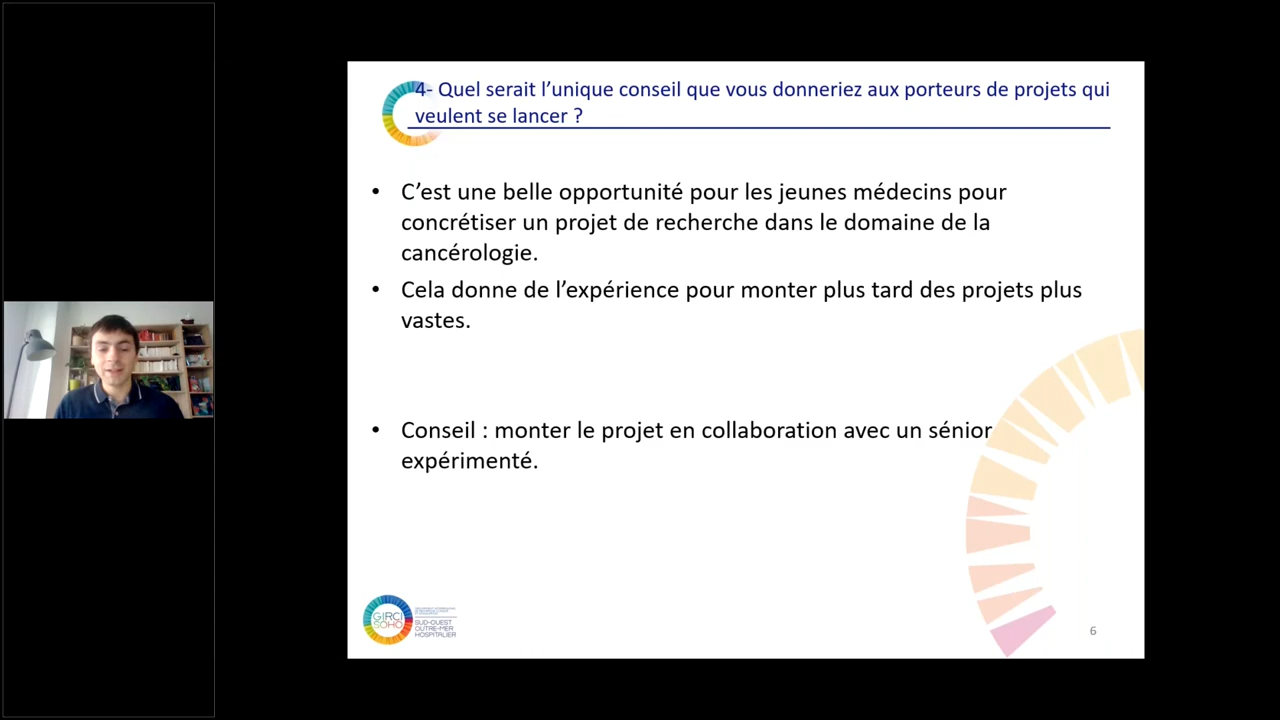 4- Quel serait l’unique conseil que vous donneriez aux porteurs de projets qui
veulent se lancer ?
• C’est une belle opportunité pour les jeunes médecins pour
concrétiser un projet de recherche dans le domaine de la
cancérologie.
• Cela donne de l’expérience pour monter plus tard des projets plus
vastes.
• Conseil : monter le projet en collaboration avec un sénior
expérimenté.
GIRCI
SOHO
SUD-OUEST
OUTRE-MER
HOSPITALIER
6